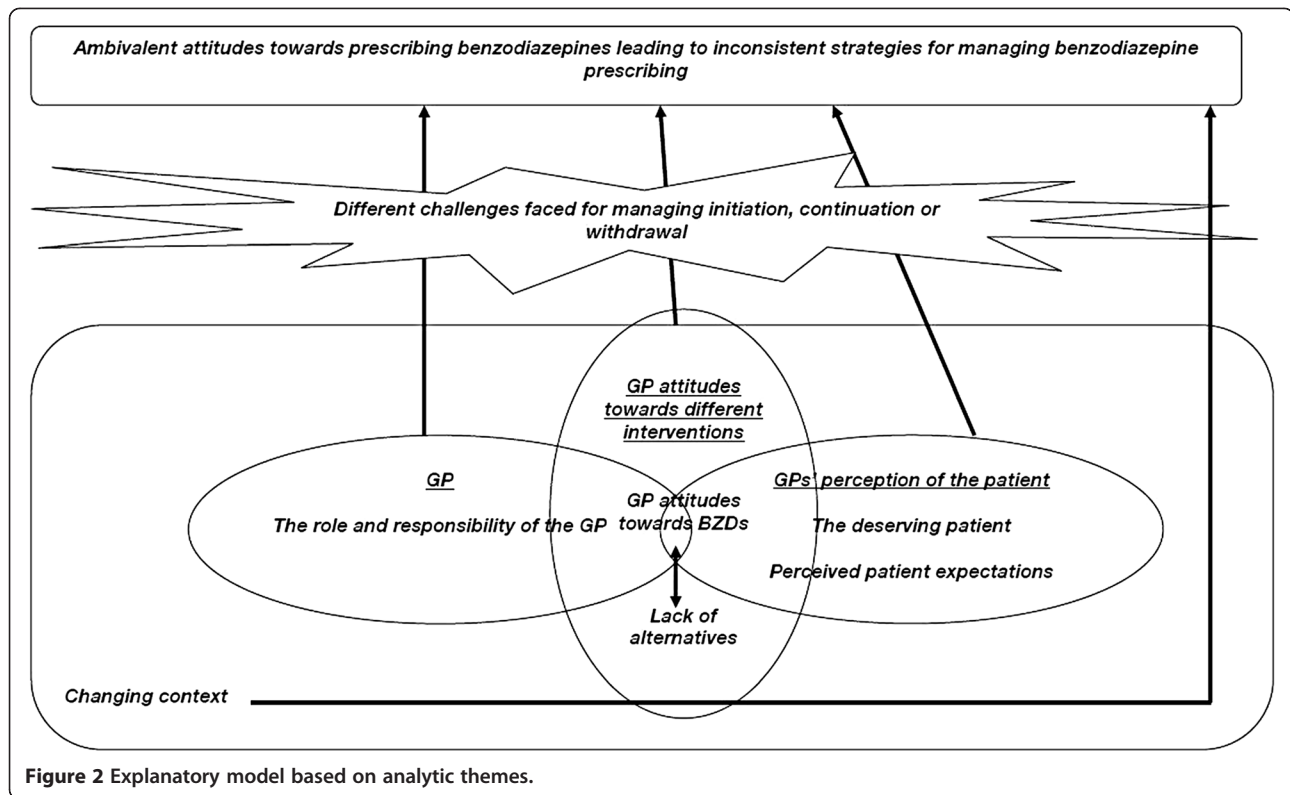 Ambivalent attitudes towards prescribing benzodiazepines leading to inconsistent strategies for managing benzodiazepine
prescribing
Different challenges faced for managing initiation, continuation or
withdrawal
GP attitudes
towards different
interventions
GP
The role and responsibility of the GP
GP attitudes
towards BZDs
GPs' perception of the patient
The deserving patient
Perceived patient expectations
Lack of
alternatives
Changing context
Figure 2 Explanatory model based on analytic themes.